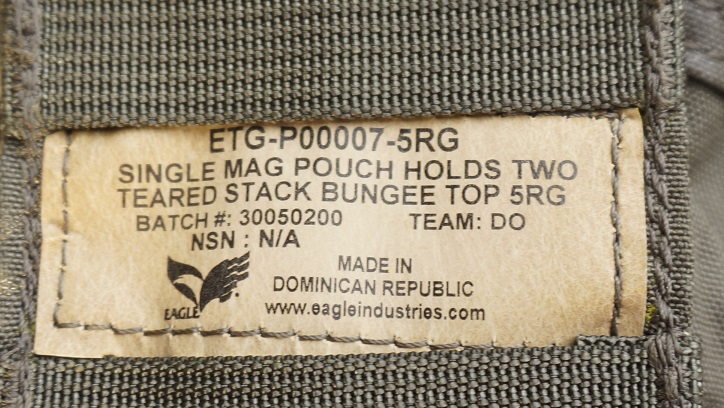 ETG-P00007-5RG
SINGLE MAG POUCH HOLDS TWO
TEARED STACK BUNGEE TOP 5RG
BATCH #: 30050200 TEAM: DO
NSN : N/A
EAGLE
MADE IN
DOMINICAN REPUBLIC
www.eagleindustries.com